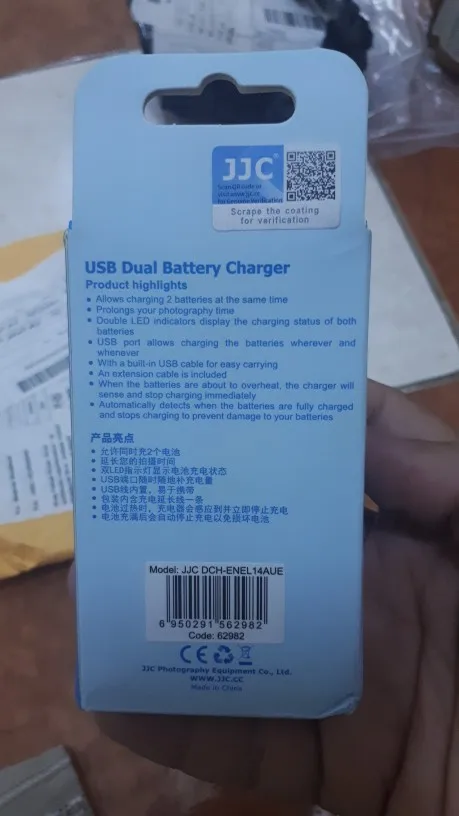 JJC
Scrape the coating
for verification
USB Dual Battery Charger
Product highlights
• Allows charging 2 batteries at the same time
• Prolongs your photography time
• Double LED indicators display the charging status of both
batteries
• USB port allows charging the batteries wherever and
whenever
• With a built-in USB cable for easy carrying
• An extension cable is included
• When the batteries are about to overheat, the charger will
sense and stop charging immediately
• Automatically detects when the batteries are fully charged
and stops charging to prevent damage to your batteries
产品亮点
• 允许同时充2个电池
• 延长您的拍摄时间
• 双LED指示灯显示电池充电状态
• USB端口随时随地补充电量
• USB线内置，易于携带
• 包装内含充电延长线一条
• 电池过热时，充电器会感应到并立即停止充电
• 电池充满后会自动停止充电以免损坏电池
Model: JJC DCH-ENEL14AUE
6 950291 562982
Code: 62982
CE
JJC Photography Equipment Co., Ltd.
WWW.JJC.CC
Made in China